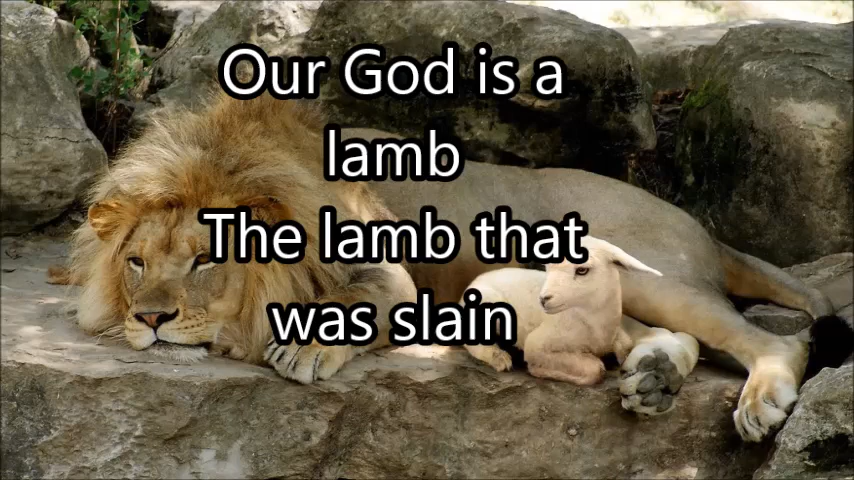 Our God is a
lamb
The lamb that
was slain